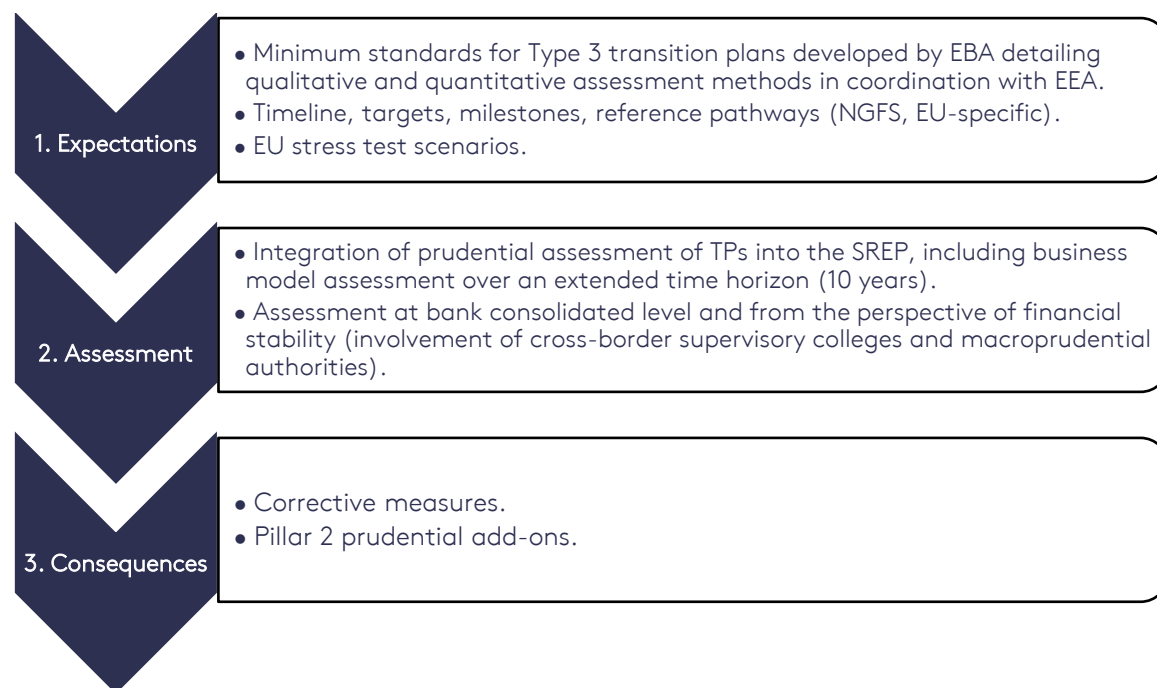 1. Expectations
• Minimum standards for Type 3 transition plans developed by EBA detailing
qualitative and quantitative assessment methods in coordination with EEA.
• Timeline, targets, milestones, reference pathways (NGFS, EU-specific).
• EU stress test scenarios.
2. Assessment
• Integration of prudential assessment of TPs into the SREP, including business
model assessment over an extended time horizon (10 years).
• Assessment at bank consolidated level and from the perspective of financial
stability (involvement of cross-border supervisory colleges and macroprudential
authorities).
3. Consequences
• Corrective measures.
• Pillar 2 prudential add-ons.